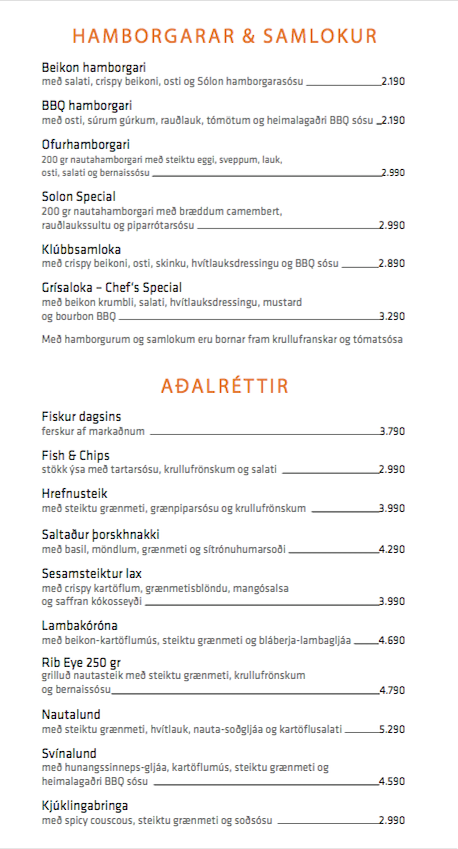 HAMBORGARAR & SAMLOKUR
Beikon hamborgari
með salati, crispy beikoni, osti og Sólon hamborgarasósu 2.190
BBQ hamborgari
með osti, súrum gúrkum, rauðlauk, tómötum og heimalagaðri BBQ sósu 2.190
Ofurhamborgari
200 gr nautahamborgari með steiktu eggi, sveppum, lauk,
osti, salati og bernaissósu 2.990
Solon Special
200 gr nautahamborgari með bræddum camembert,
rauðlaukssultu og piparrótarsósu 2.990
Klúbbsamloka
með crispy beikoni, osti, skinku, hvítlauksdressingu og BBQ sósu 2.890
Grísaloka – Chef's Special
með beikon krumbli, salati, hvítlauksdressingu, mustard
og bourbon BBQ 3.290
Með hamborgurum og samlokum eru bornar fram krullufranskar og tómatsósa
AÐALRÉTTIR
Fiskur dagsins
ferskur af markaðnum 3.790
Fish & Chips
stökk ýsa með tartarsósu, krullufrönskum og salati 2.990
Hrefnusteik
með steiktu grænmeti, grænpiparsósu og krullufrönskum 3.990
Saltaður þorskhnakki
með basil, möndlum, grænmeti og sítrónuhumarsoði 4.290
Sesamsteiktur lax
með crispy kartöflum, grænmetisblöndu, mangósalsa
og saffran kókosseyði 3.990
Lambakóróna
með beikon-kartöflumús, steiktu grænmeti og bláberja-lambagljáa 4.690
Rib Eye 250 gr
grilluð nautasteik með steiktu grænmeti, krullufrönskum
og bernaissósu 4.790
Nautalund
með steiktu grænmeti, hvítlauk, nauta-soðgljáa og kartöflusalati 5.290
Svínalund
með hunangssinneps-gljáa, kartöflumús, steiktu grænmeti og
heimalagaðri BBQ sósu 4.590
Kjúklingabringa
með spicy couscous, steiktu grænmeti og soðsósu 2.990